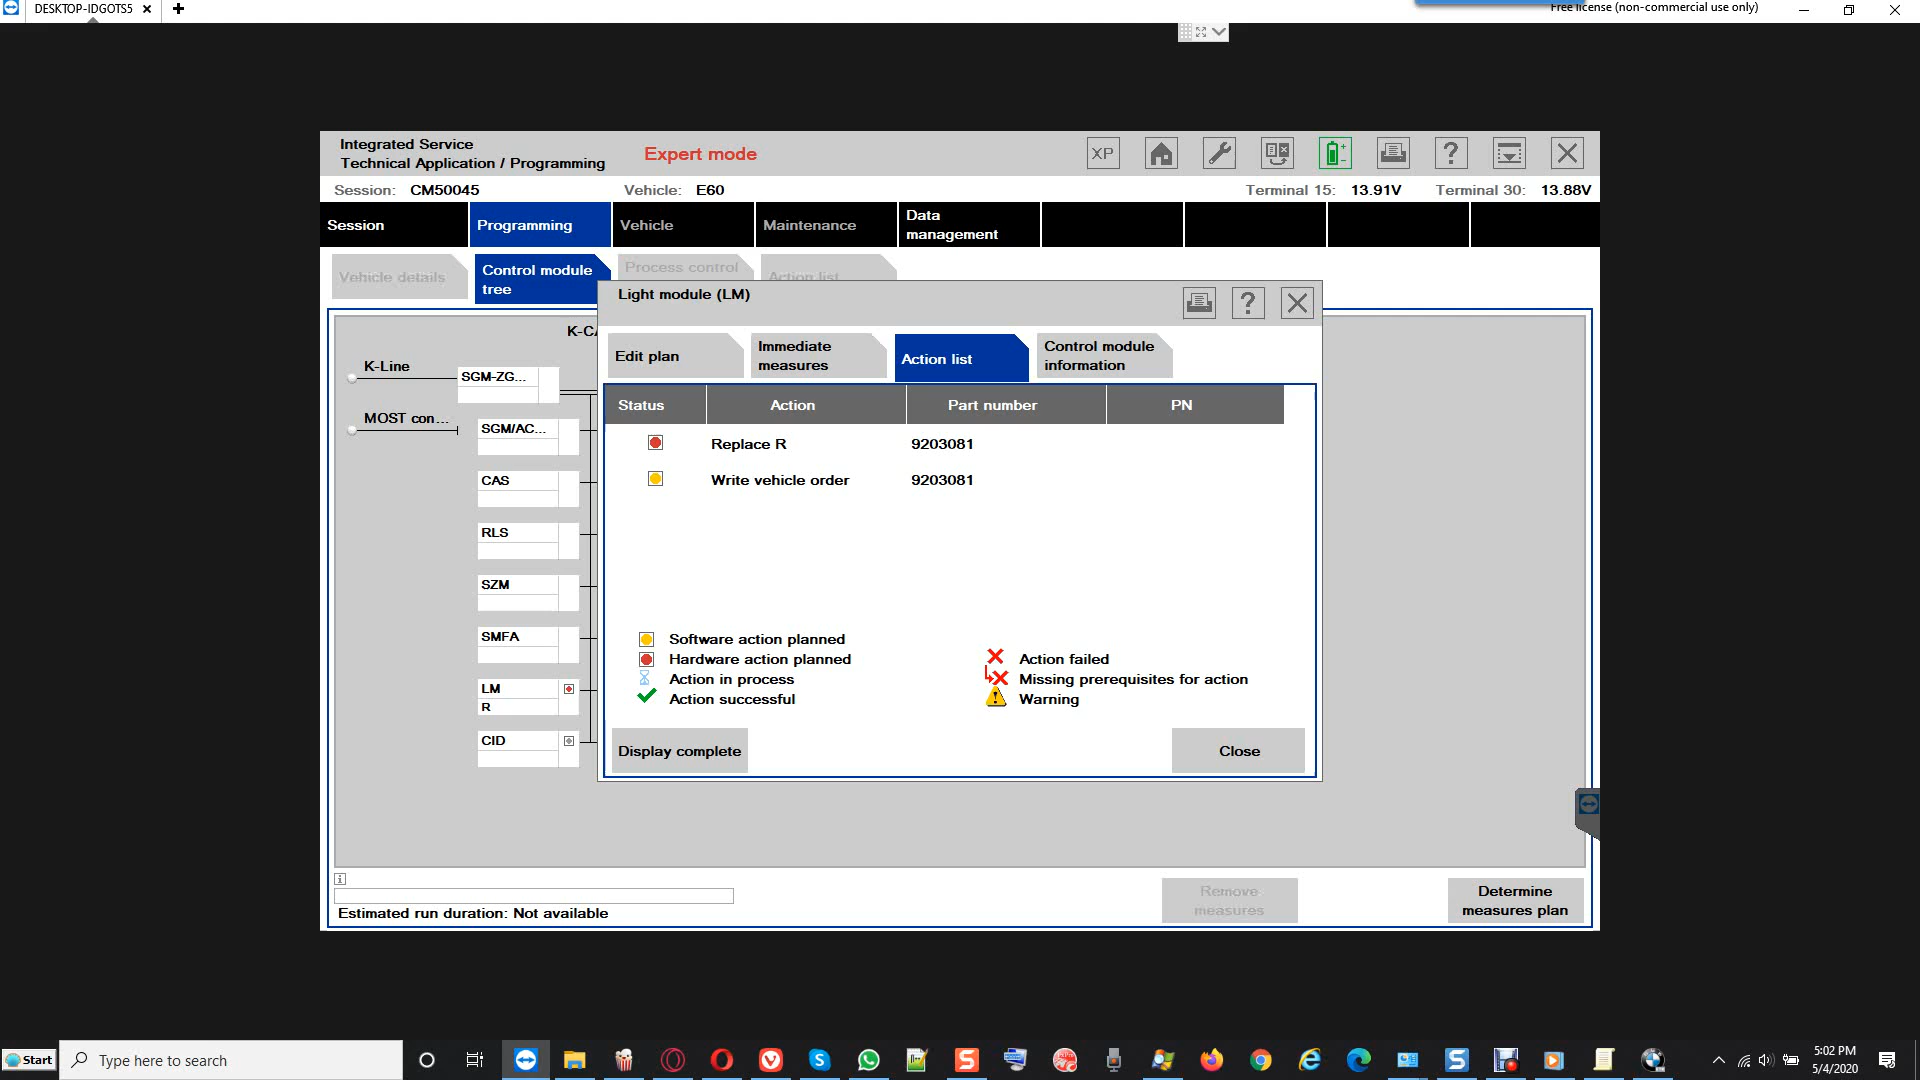 DESKTOP-IDGOTS5
Free license (non-commercial use only)
Integrated Service
Technical Application / Programming
Expert mode
XP
Session: CM50045
Vehicle: E60
Terminal 15: 13.91V
Terminal 30: 13.88V
Session
Programming
Vehicle
Maintenance
Data
management
Vehicle details
Control module
tree
Process control
Action list
Light module (LM)
K-Line
SGM-ZG...
MOST con...
SGM/AC...
CAS
RLS
SZM
SMFA
LM
R
CID
Edit plan
Immediate
measures
Action list
Control module
information
Status
Action
Part number
PN
Replace R
9203081
Write vehicle order
9203081
Software action planned
Hardware action planned
Action in process
Action successful
Action failed
Missing prerequisites for action
Warning
Display complete
Close
Estimated run duration: Not available
Remove
measures
Determine
measures plan
Start
Type here to search
5:02 PM
5/4/2020